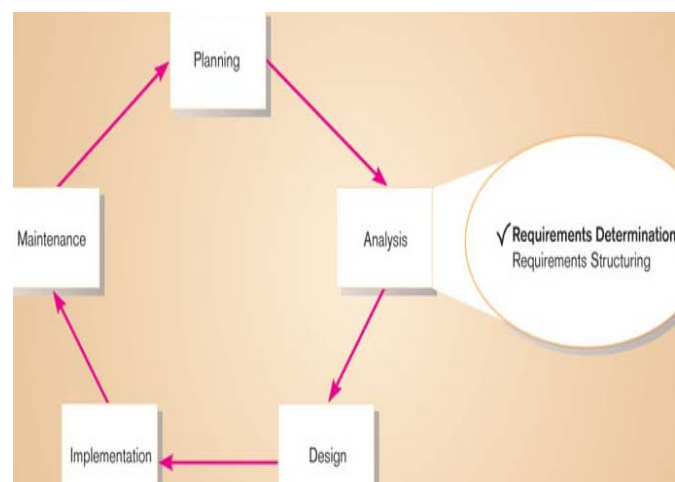 Planning
Maintenance
Analysis
✓Requirements Determination
Requirements Structuring
Implementation
Design